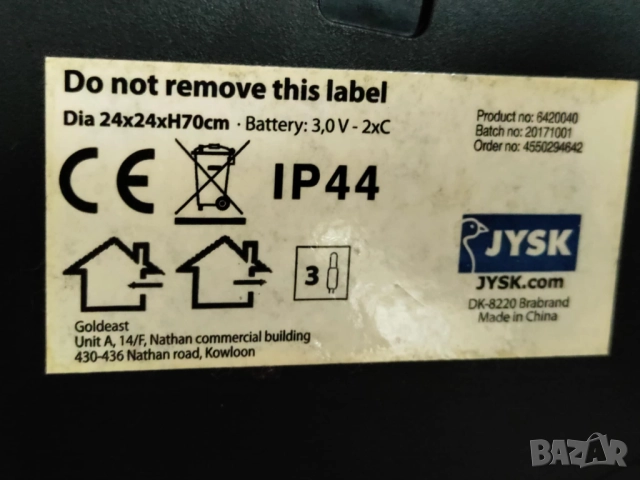 Do not remove this label
Dia 24x24xH70cm · Battery: 3,0 V - 2xC
Product no: 6420040
Batch no: 20171001
Order no: 4550294642
CE
IP44
3
JYSK
JYSK.com
DK-8220 Brabrand
Made in China
Goldeast
Unit A, 14/F, Nathan commercial building
430-436 Nathan road, Kowloon
BAZAR